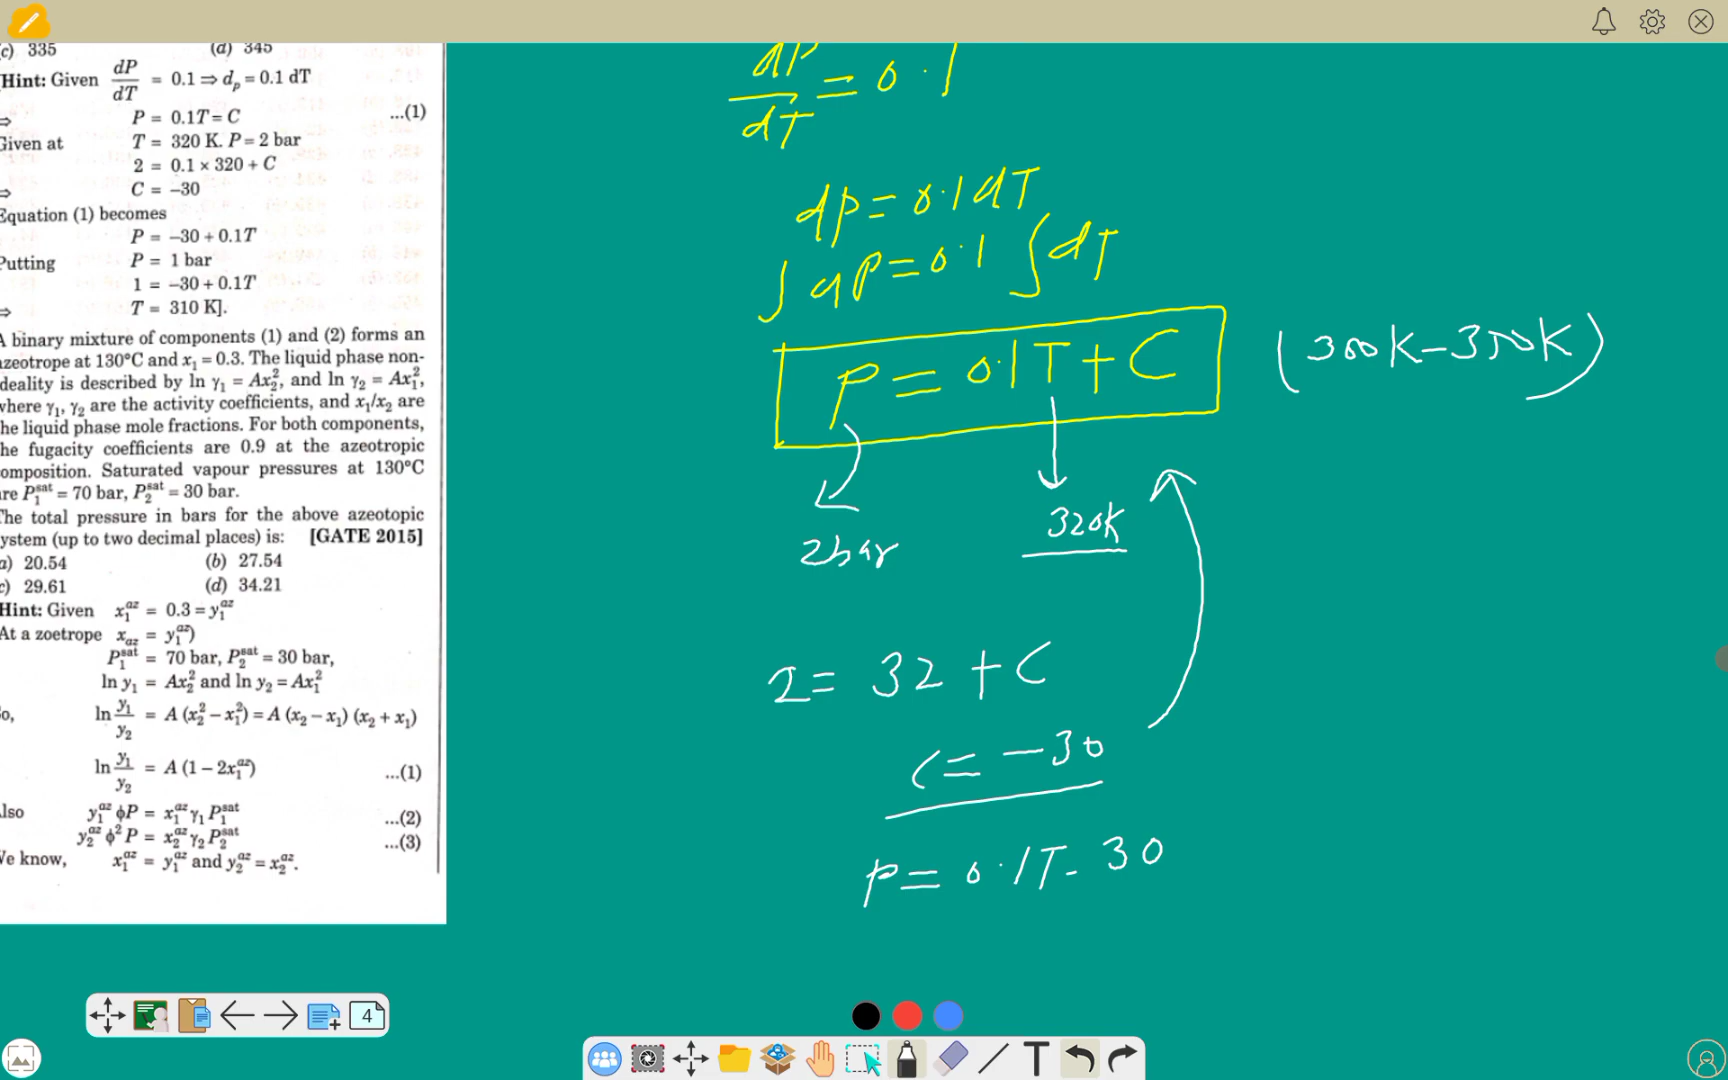 c) 335 (d) 345
Hint: Given dP/dT = 0.1 ⇒ d_p = 0.1 dT
⇒ P = 0.1T = C ...(1)
Given at T = 320 K. P = 2 bar
2 = 0.1 × 320 + C
⇒ C = –30
Equation (1) becomes
P = –30 + 0.1T
Putting P = 1 bar
1 = –30 + 0.1T
⇒ T = 310 K].
A binary mixture of components (1) and (2) forms an
azeotrope at 130°C and x₁ = 0.3. The liquid phase non-
ideality is described by ln γ₁ = Ax₂², and ln γ₂ = Ax₁²,
where γ₁, γ₂ are the activity coefficients, and x₁/x₂ are
the liquid phase mole fractions. For both components,
the fugacity coefficients are 0.9 at the azeotropic
composition. Saturated vapour pressures at 130°C
are P₁^sat = 70 bar, P₂^sat = 30 bar.
The total pressure in bars for the above azeotopic
system (up to two decimal places) is: [GATE 2015]
a) 20.54 (b) 27.54
c) 29.61 (d) 34.21
Hint: Given x₁^az = 0.3 = y₁^az
At a zoetrope x_az = y₁^az)
P₁^sat = 70 bar, P₂^sat = 30 bar,
ln y₁ = Ax₂² and ln y₂ = Ax₁²
So, ln y₁/y₂ = A (x₂² – x₁²) = A (x₂ – x₁) (x₂ + x₁)
ln y₁/y₂ = A (1 – 2x₁^az) ...(1)
Also y₁^az ϕP = x₁^az γ₁ P₁^sat ...(2)
y₂^az ϕ² P = x₂^az γ₂ P₂^sat ...(3)
We know, x₁^az = y₁^az and y₂^az = x₂^az.
dP/dT = 0.1
dP = 0.1 dT
∫dP = 0.1 ∫dT
P = 0.1T + C (300K-350K)
2bar 320K
2 = 32 + C
C = -30
P = 0.1T - 30
4
T